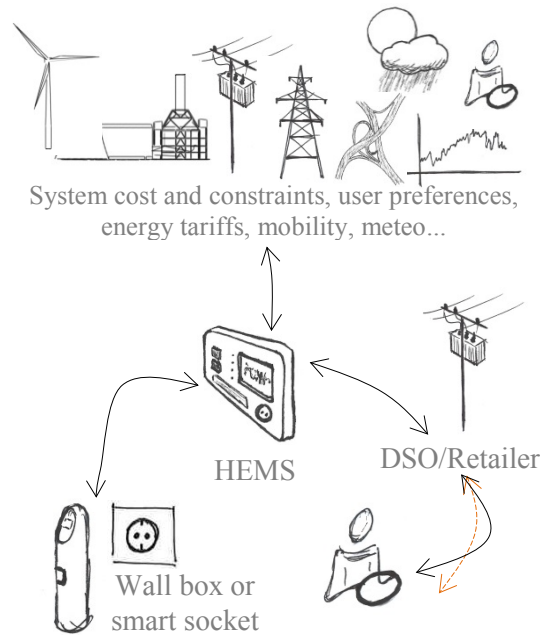 System cost and constraints, user preferences,
energy tariffs, mobility, meteo...
HEMS
DSO/Retailer
Wall box or
smart socket